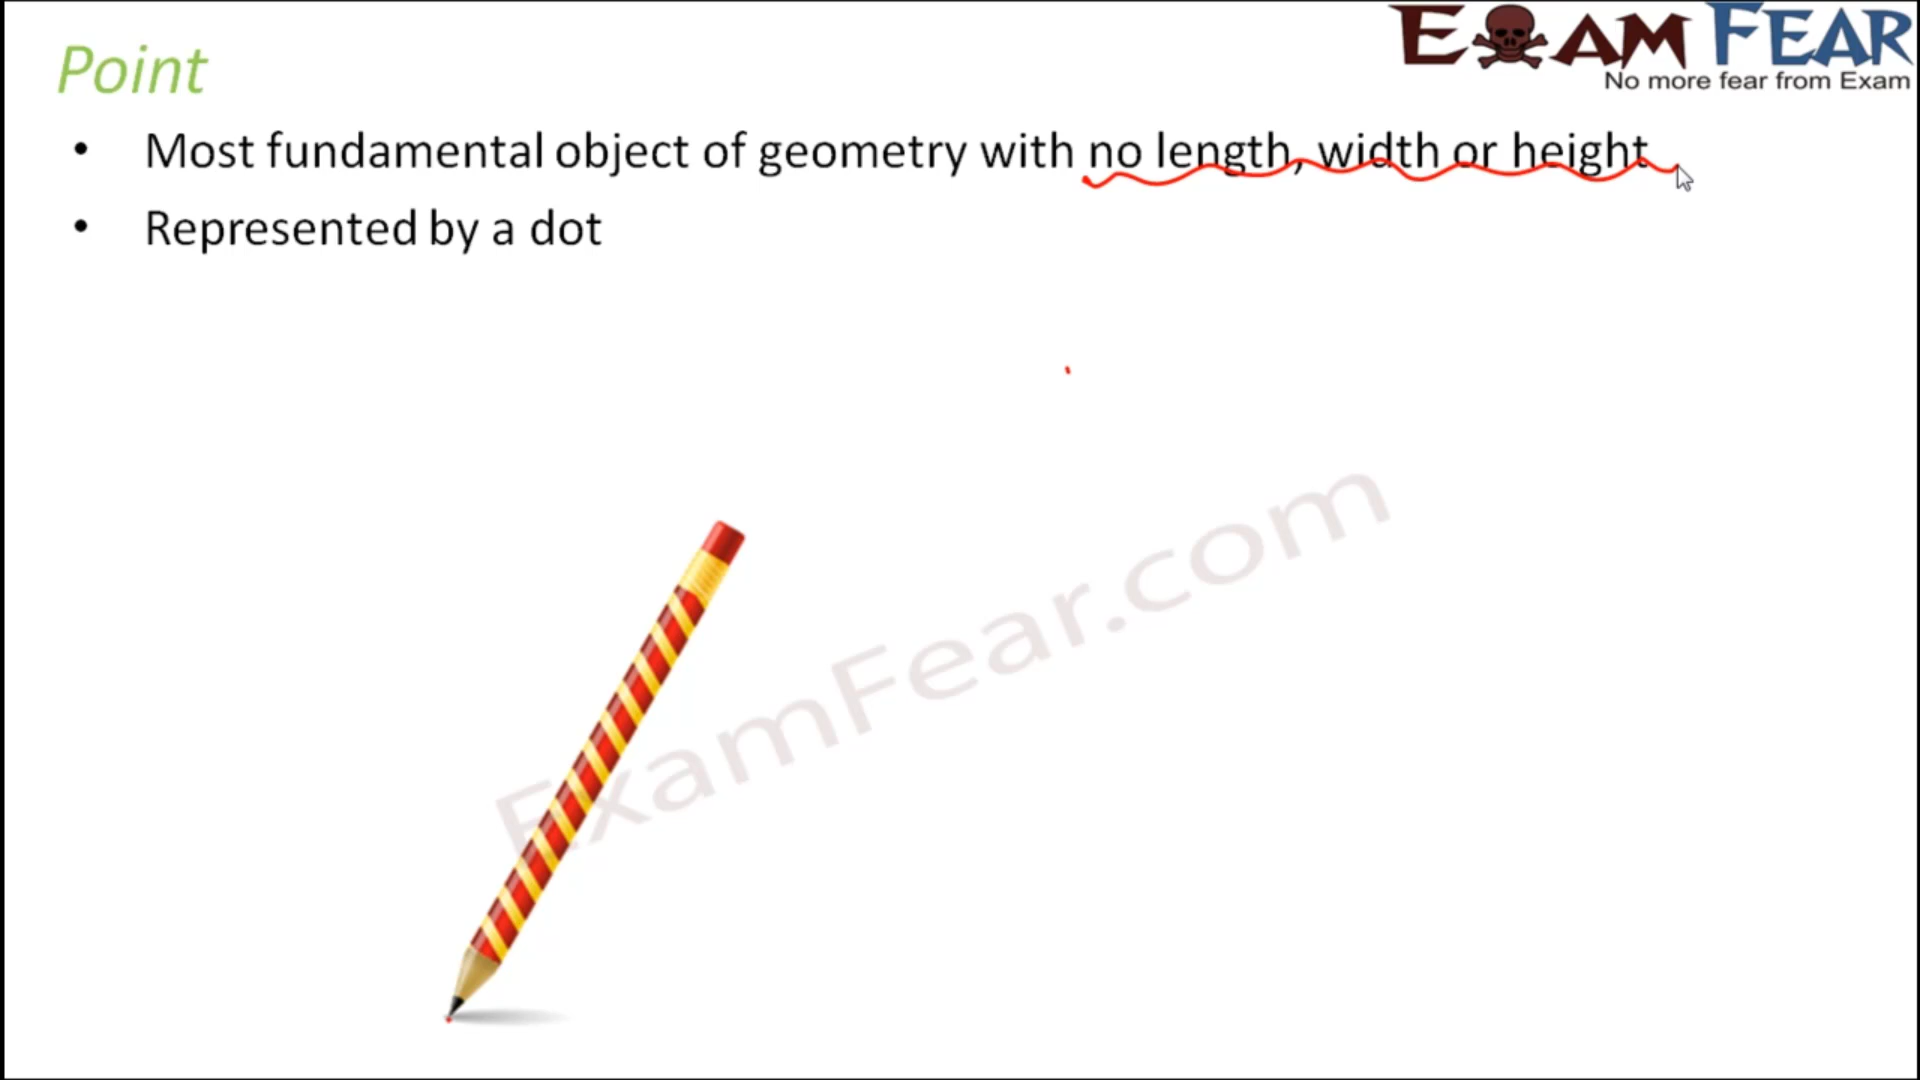 EXAM FEAR
No more fear from Exam
Point
• Most fundamental object of geometry with no length, width or height
• Represented by a dot
ExamFear.com